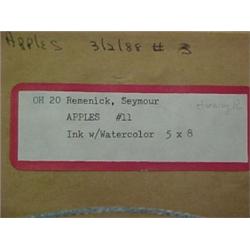 Apples 3/2/88 # 3
OH 20 Remenick, Seymour
APPLES #11
Ink w/Watercolor 5 x 8